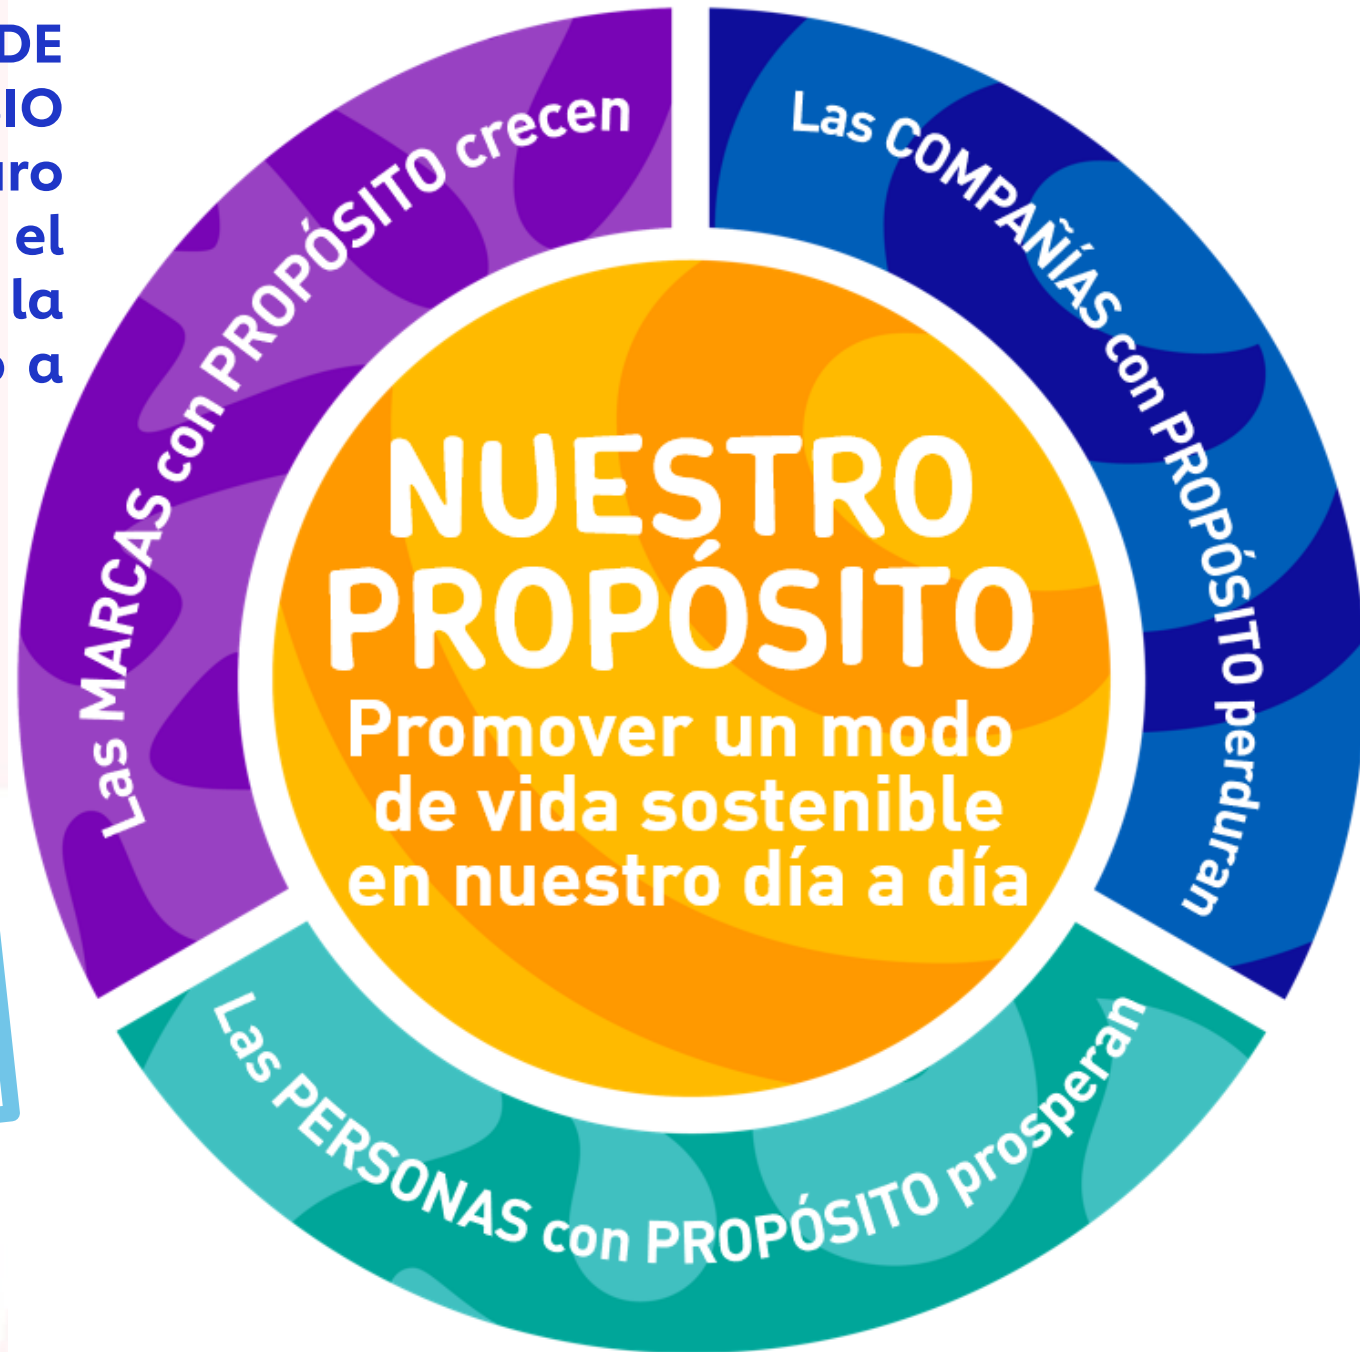 DE
el
la
a
Las MARCAS con PROPÓSITO crecen
Las COMPAÑÍAS con PROPÓSITO perduran
NUESTRO
PROPÓSITO
Promover un modo
de vida sostenible
en nuestro día a día
Las PERSONAS con PROPÓSITO prosperan